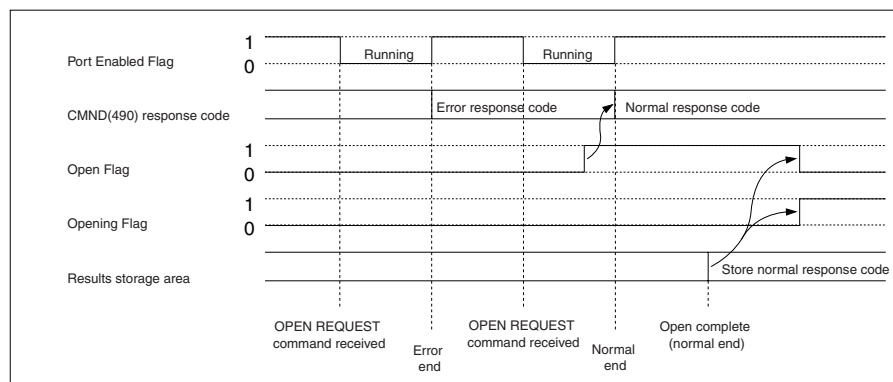 Port Enabled Flag
1
0
Running
Running
CMND(490) response code
Error response code
Normal response code
Open Flag
1
0
Opening Flag
1
0
Results storage area
Store normal response code
OPEN REQUEST
command received
Error
end
OPEN REQUEST
command received
Normal
end
Open complete
(normal end)